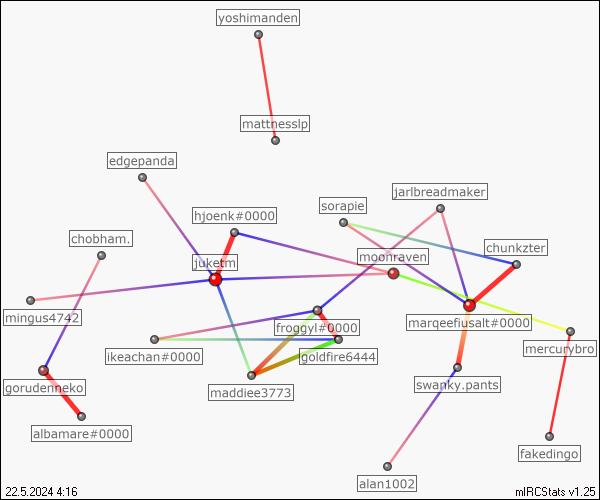 yoshimanden
mattnesslp
edgepanda
jarlbreadmaker
sorapie
hjoenk#0000
chobham.
chunkzter
moonraven
juketm
mingus4742
marqeefiusalt#0000
froggyl#0000
mercurybro
ikeachan#0000
goldfire6444
gorudenneko
swanky.pants
maddiee3773
albamare#0000
fakedingo
alan1002
22.5.2024 4:16
mIRCStats v1.25